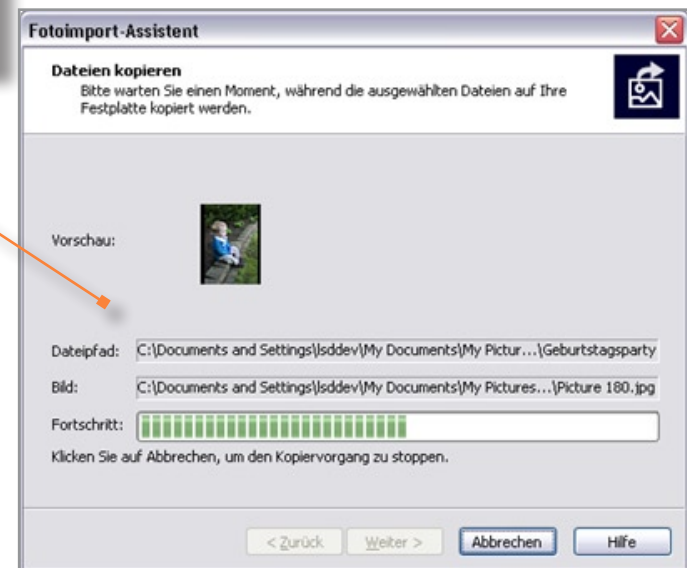 Fotoimport-Assistent
Dateien kopieren
Bitte warten Sie einen Moment, während die ausgewählten Dateien auf Ihre
Festplatte kopiert werden.
Vorschau:
Dateipfad: C:\Documents and Settings\lsddev\My Documents\My Pictur...\Geburtstagsparty
Bild: C:\Documents and Settings\lsddev\My Documents\My Pictures...\Picture 180.jpg
Fortschritt:
Klicken Sie auf Abbrechen, um den Kopiervorgang zu stoppen.
< Zurück Weiter > Abbrechen Hilfe